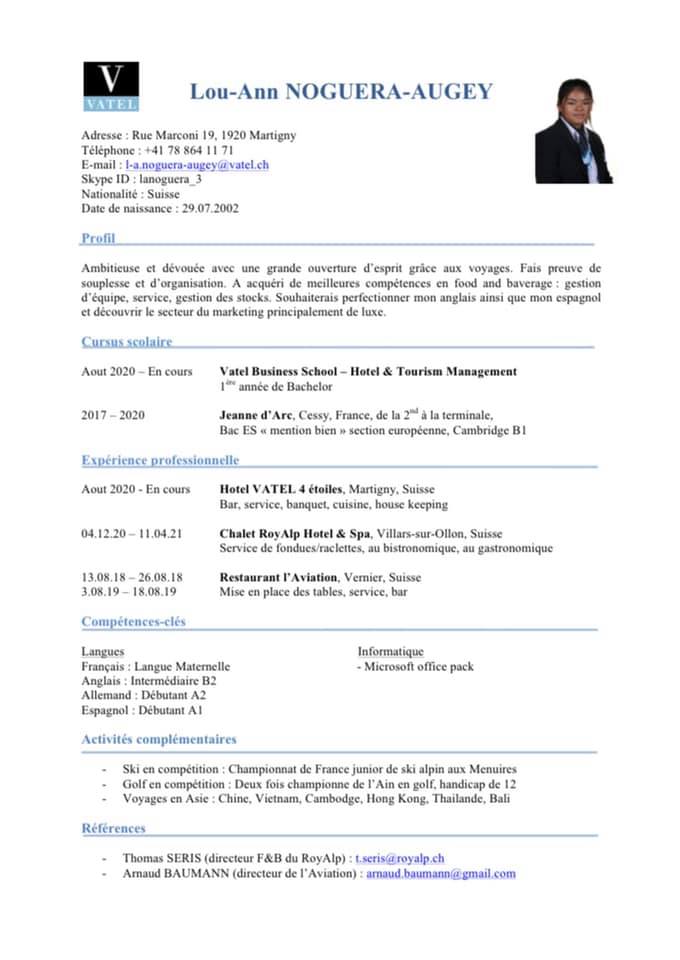 V
VATEL
Lou-Ann NOGUERA-AUGEY
Adresse : Rue Marconi 19, 1920 Martigny
Téléphone : +41 78 864 11 71
E-mail : l-a.noguera-augey@vatel.ch
Skype ID : lanoguera_3
Nationalité : Suisse
Date de naissance : 29.07.2002
Profil
Ambitieuse et dévouée avec une grande ouverture d'esprit grâce aux voyages. Fais preuve de
souplesse et d'organisation. A acquéri de meilleures compétences en food and baverage : gestion
d'équipe, service, gestion des stocks. Souhaiterais perfectionner mon anglais ainsi que mon espagnol
et découvrir le secteur du marketing principalement de luxe.
Cursus scolaire
Aout 2020 – En cours Vatel Business School – Hotel & Tourism Management
1ère année de Bachelor
2017 – 2020 Jeanne d'Arc, Cessy, France, de la 2nd à la terminale,
Bac ES « mention bien » section européenne, Cambridge B1
Expérience professionnelle
Aout 2020 - En cours Hotel VATEL 4 étoiles, Martigny, Suisse
Bar, service, banquet, cuisine, house keeping
04.12.20 – 11.04.21 Chalet RoyAlp Hotel & Spa, Villars-sur-Ollon, Suisse
Service de fondues/raclettes, au bistronomique, au gastronomique
13.08.18 – 26.08.18 Restaurant l'Aviation, Vernier, Suisse
3.08.19 – 18.08.19 Mise en place des tables, service, bar
Compétences-clés
Langues Informatique
Français : Langue Maternelle - Microsoft office pack
Anglais : Intermédiaire B2
Allemand : Débutant A2
Espagnol : Débutant A1
Activités complémentaires
- Ski en compétition : Championnat de France junior de ski alpin aux Menuires
- Golf en compétition : Deux fois championne de l'Ain en golf, handicap de 12
- Voyages en Asie : Chine, Vietnam, Cambodge, Hong Kong, Thailande, Bali
Références
- Thomas SERIS (directeur F&B du RoyAlp) : t.seris@royalp.ch
- Arnaud BAUMANN (directeur de l'Aviation) : arnaud.baumann@gmail.com